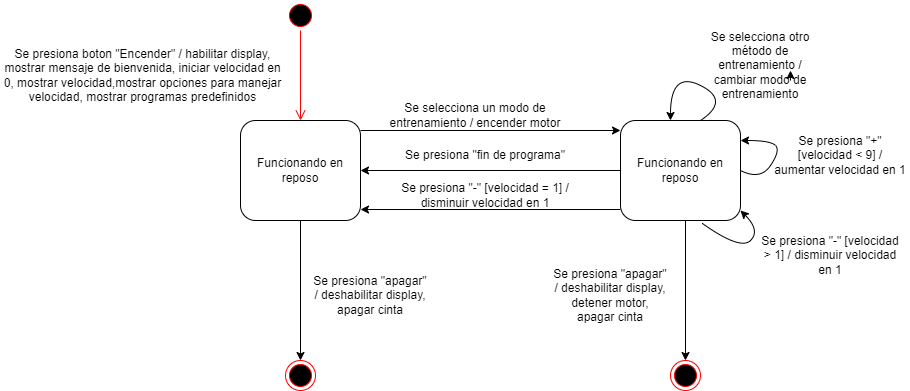 Se presiona boton "Encender" / habilitar display,
mostrar mensaje de bienvenida, iniciar velocidad en
0, mostrar velocidad,mostrar opciones para manejar
velocidad, mostrar programas predefinidos
Se selecciona otro
método de
entrenamiento /
cambiar modo de
entrenamiento
Se selecciona un modo de
entrenamiento / encender motor
Funcionando en
reposo
Se presiona "fin de programa"
Se presiona "-" [velocidad = 1] /
disminuir velocidad en 1
Funcionando en
reposo
Se presiona "+"
[velocidad < 9] /
aumentar velocidad en 1
Se presiona "-" [velocidad
> 1] / disminuir velocidad
en 1
Se presiona "apagar"
/ deshabilitar display,
apagar cinta
Se presiona "apagar"
/ deshabilitar display,
detener motor,
apagar cinta